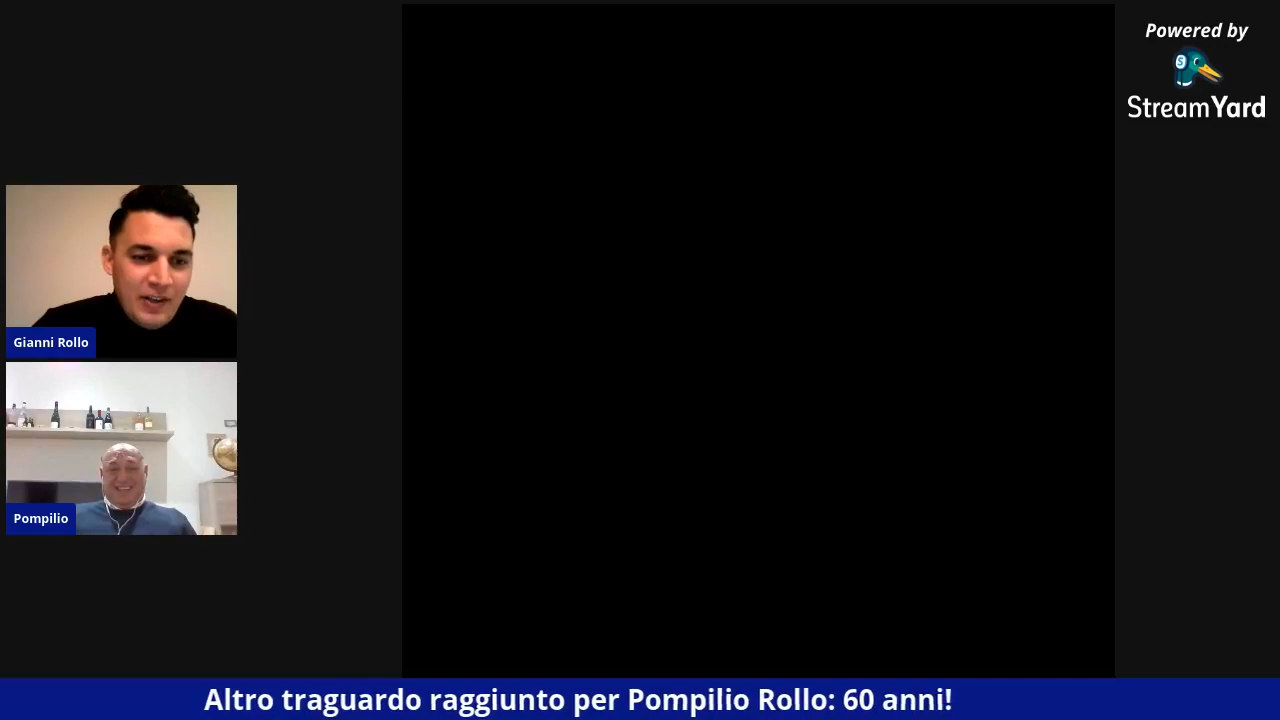 Powered by
StreamYard
Gianni Rollo
Pompilio
Altro traguardo raggiunto per Pompilio Rollo: 60 anni!